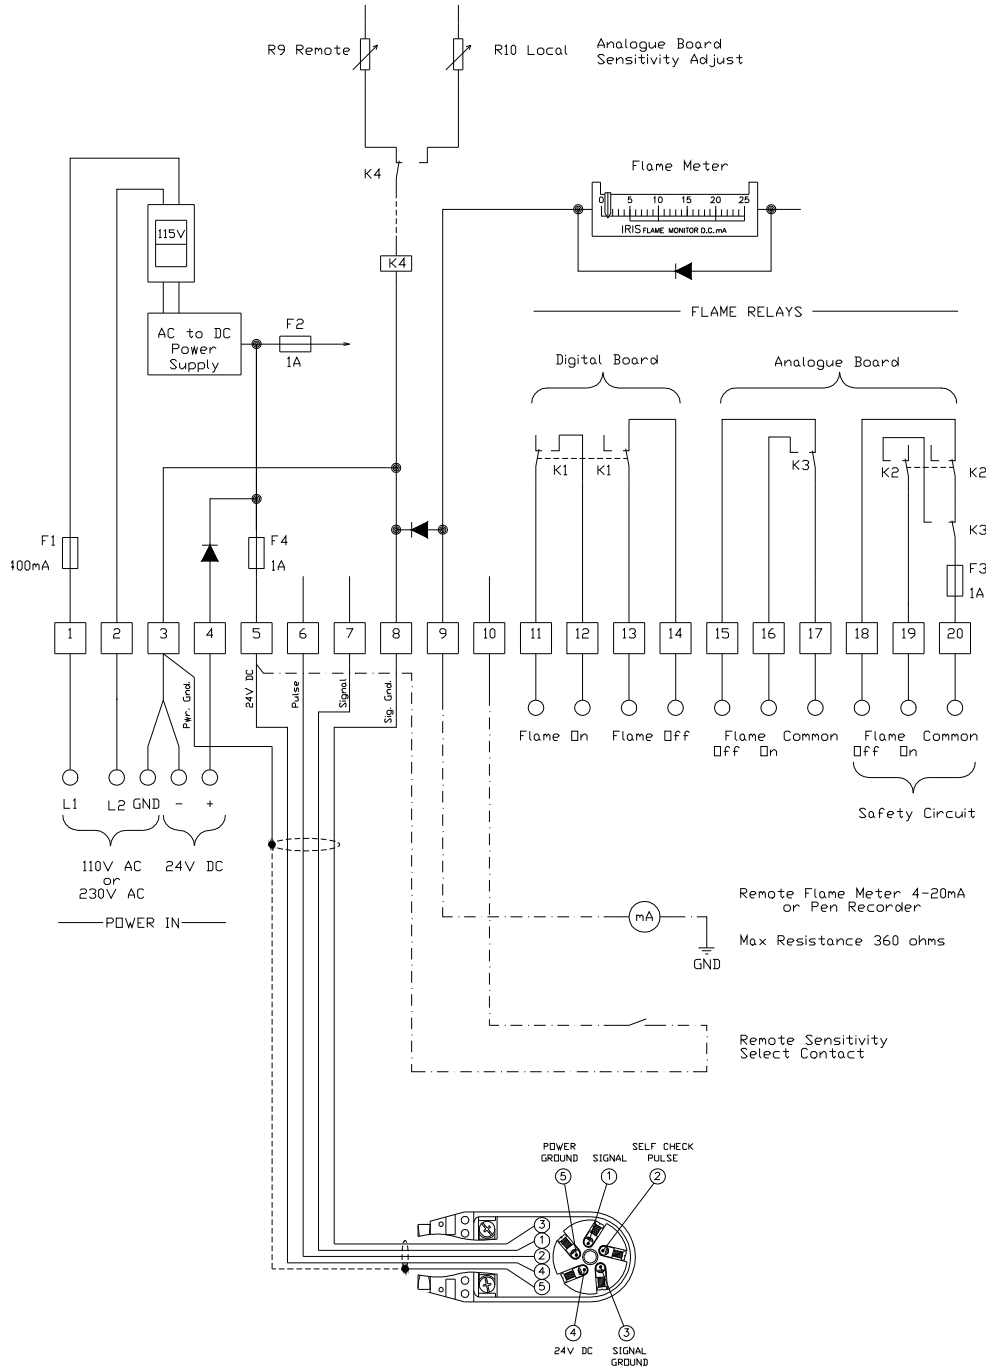 R9 Remote
R10 Local
Analogue Board
Sensitivity Adjust
K4
Flame Meter
0 5 10 15 20 25
IRIS FLAME MONITOR D.C. mA
115V
K4
FLAME RELAYS
AC to DC
Power
Supply
F2
1A
Digital Board
Analogue Board
K1 K1
K3
K2 K2
K3
F1
400mA
F4
1A
F3
1A
1 2 3 4 5 6 7 8 9 10 11 12 13 14 15 16 17 18 19 20
Pwr. Gnd.
24V DC
Pulse
Signal
Sig. Gnd.
Flame On
Flame Off
Flame Common
Off On
Flame Common
Off On
Safety Circuit
L1 L2 GND - +
110V AC
or
230V AC
24V DC
POWER IN
mA
GND
Remote Flame Meter 4-20mA
or Pen Recorder
Max Resistance 360 ohms
Remote Sensitivity
Select Contact
POWER
GROUND
5
SIGNAL
1
SELF CHECK
PULSE
2
3
1
2
4
5
4
24V DC
3
SIGNAL
GROUND